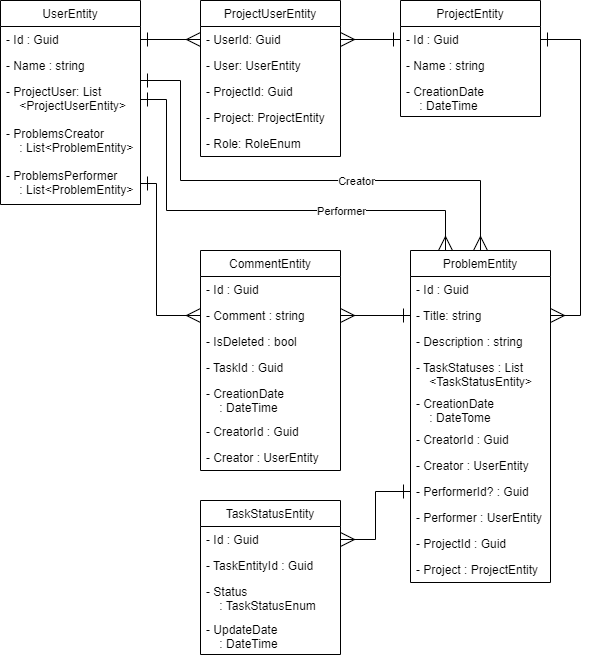 UserEntity
- Id : Guid
- Name : string
- ProjectUser: List
<ProjectUserEntity>
- ProblemsCreator
: List<ProblemEntity>
- ProblemsPerformer
: List<ProblemEntity>
ProjectUserEntity
- UserId: Guid
- User: UserEntity
- ProjectId: Guid
- Project: ProjectEntity
- Role: RoleEnum
ProjectEntity
- Id : Guid
- Name : string
- CreationDate
: DateTime
Creator
Performer
CommentEntity
- Id : Guid
- Comment : string
- IsDeleted : bool
- TaskId : Guid
- CreationDate
: DateTime
- CreatorId : Guid
- Creator : UserEntity
ProblemEntity
- Id : Guid
- Title: string
- Description : string
- TaskStatuses : List
<TaskStatusEntity>
- CreationDate
: DateTome
- CreatorId : Guid
- Creator : UserEntity
- PerformerId? : Guid
- Performer : UserEntity
- ProjectId : Guid
- Project : ProjectEntity
TaskStatusEntity
- Id : Guid
- TaskEntityId : Guid
- Status
: TaskStatusEnum
- UpdateDate
: DateTime